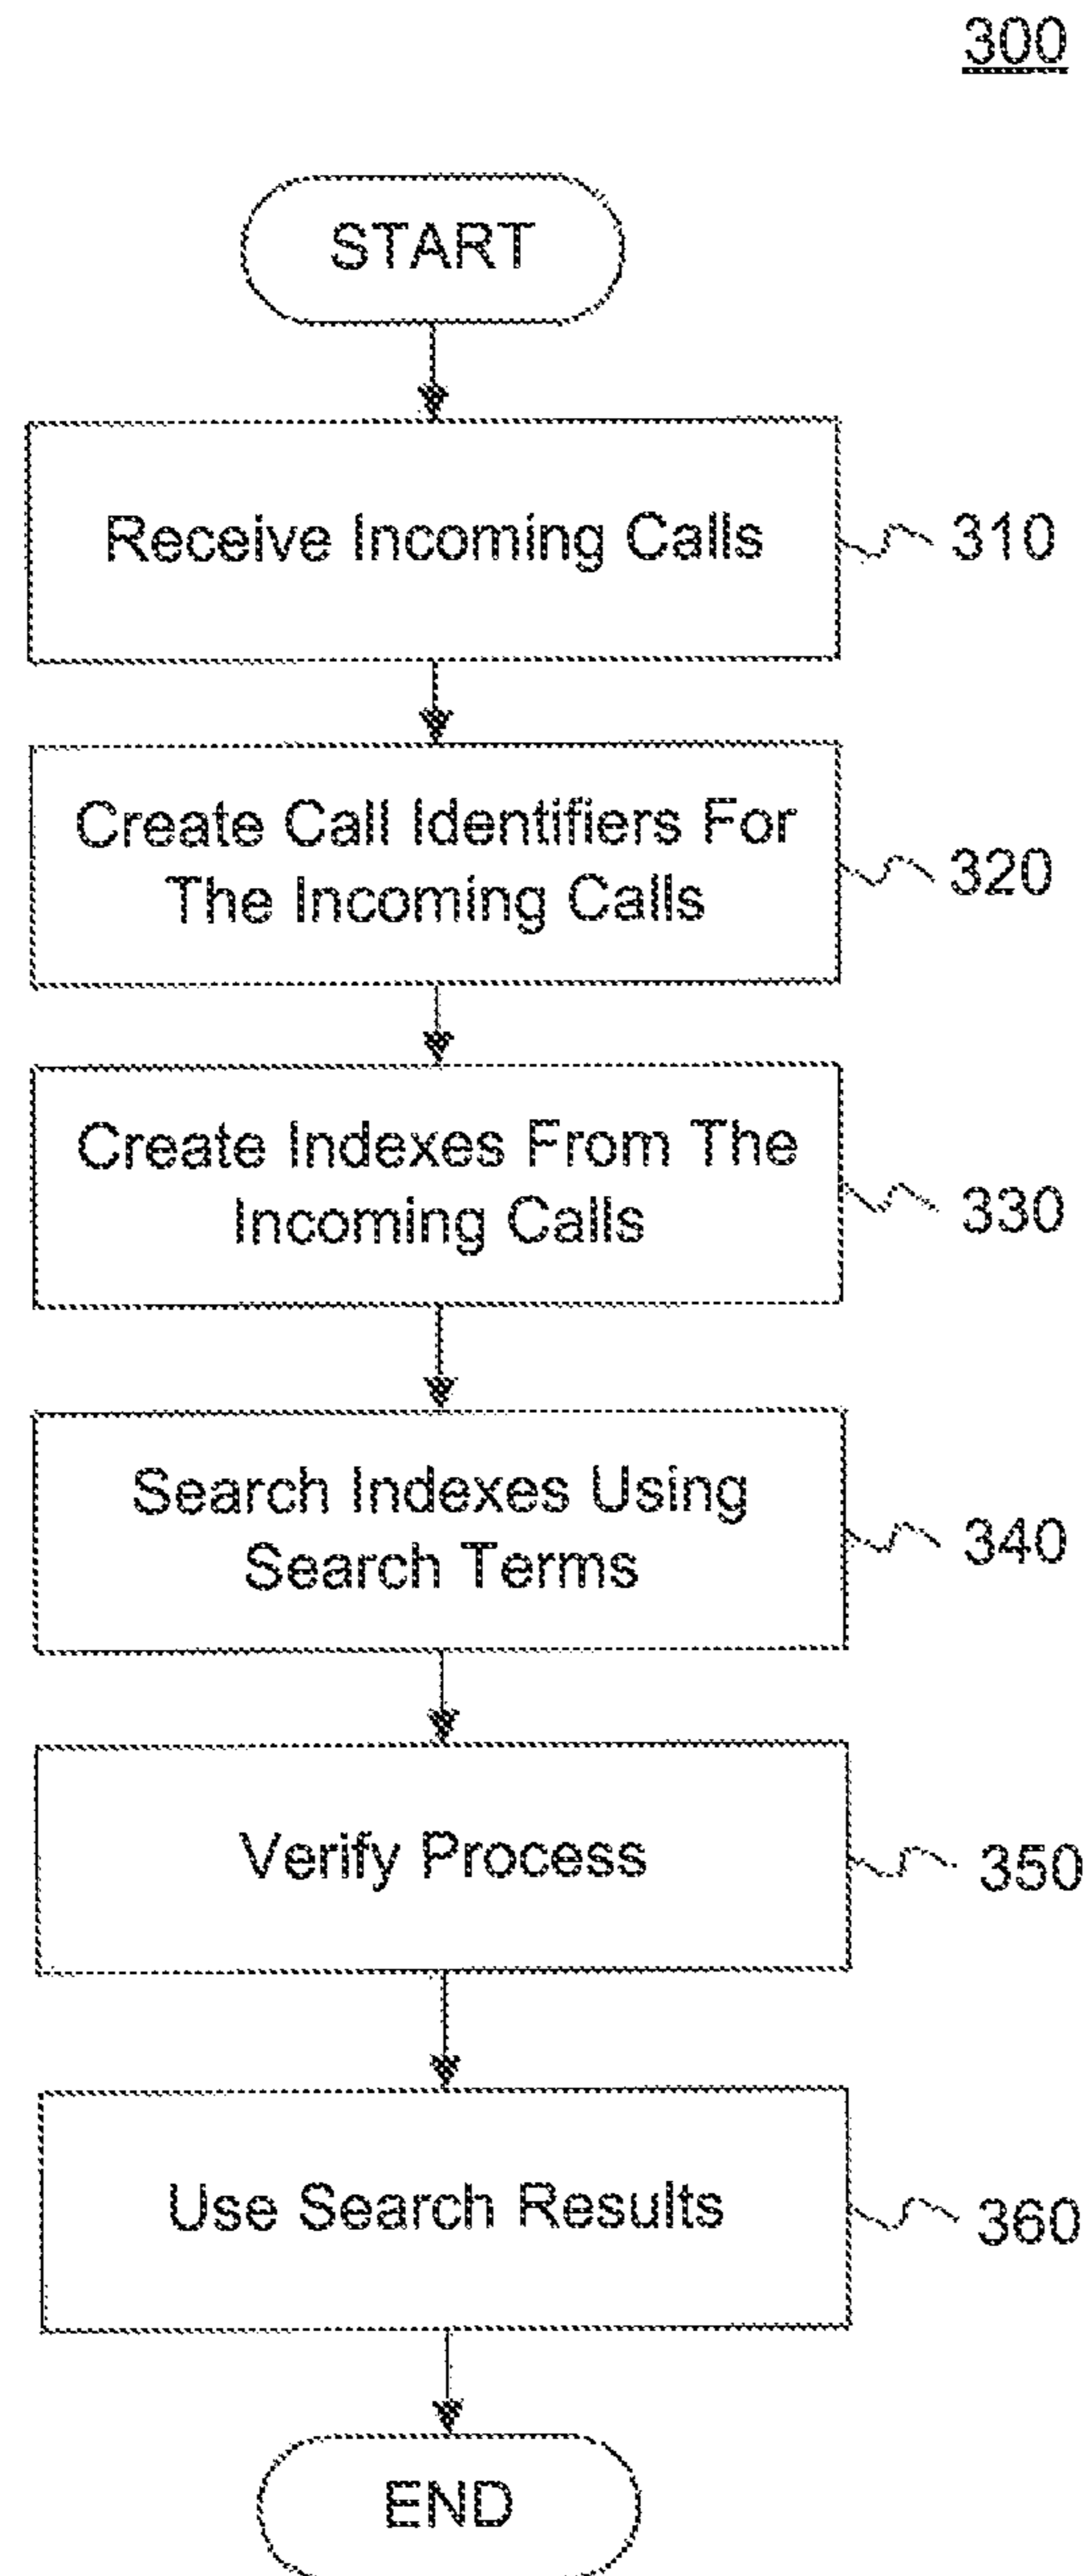 300
START
Receive Incoming Calls
310
Create Call Identifiers For
The Incoming Calls
320
Create Indexes From The
Incoming Calls
330
Search Indexes Using
Search Terms
340
Verify Process
350
Use Search Results
360
END